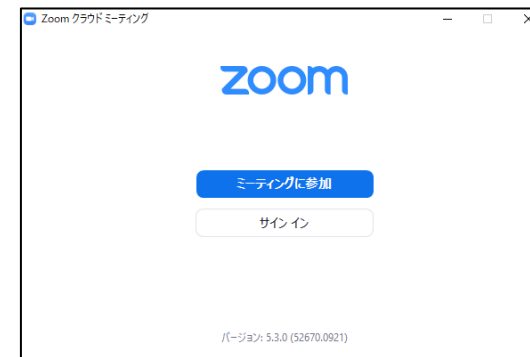 Zoom クラウド ミーティング
zoom
ミーティングに参加
サイン イン
バージョン: 5.3.0 (52670.0921)